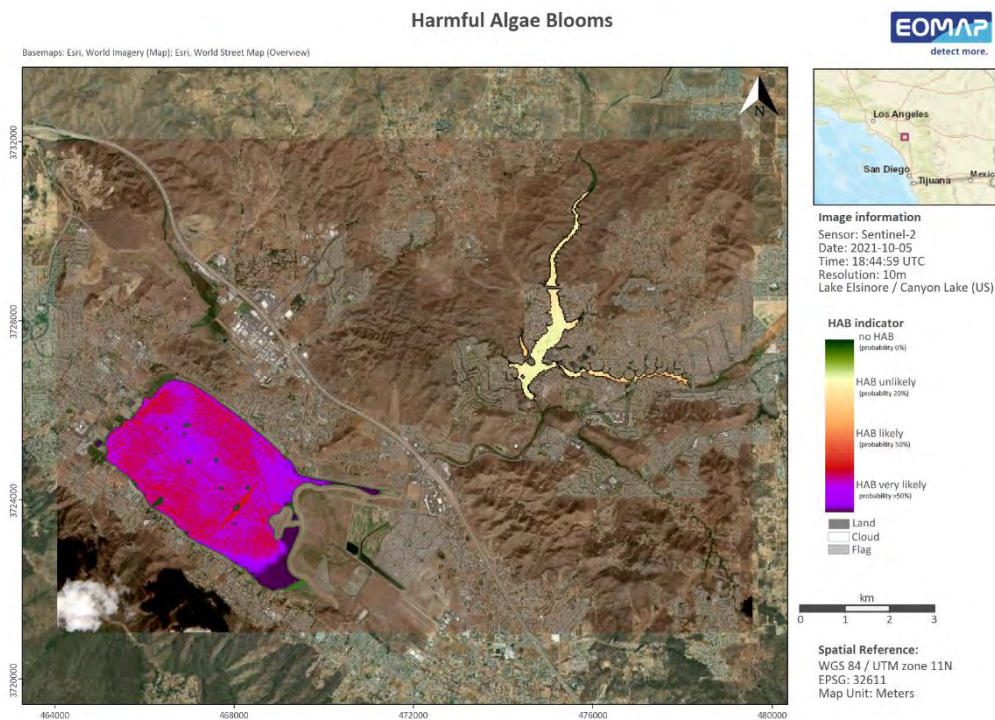 Harmful Algae Blooms
EOMAP
detect more.
Basemaps: Esri, World Imagery (Map); Esri, World Street Map (Overview)
3732000
3728000
3724000
3720000
464000
468000
472000
476000
480000
N
Los Angeles
San Diego
Tijuana
Mexic
Image information
Sensor: Sentinel-2
Date: 2021-10-05
Time: 18:44:59 UTC
Resolution: 10m
Lake Elsinore / Canyon Lake (US)
HAB indicator
no HAB
(probability 0%)
HAB unlikely
(probability 20%)
HAB likely
(probability 50%)
HAB very likely
(probability >50%)
Land
Cloud
Flag
km
0 1 2 3
Spatial Reference:
WGS 84 / UTM zone 11N
EPSG: 32611
Map Unit: Meters